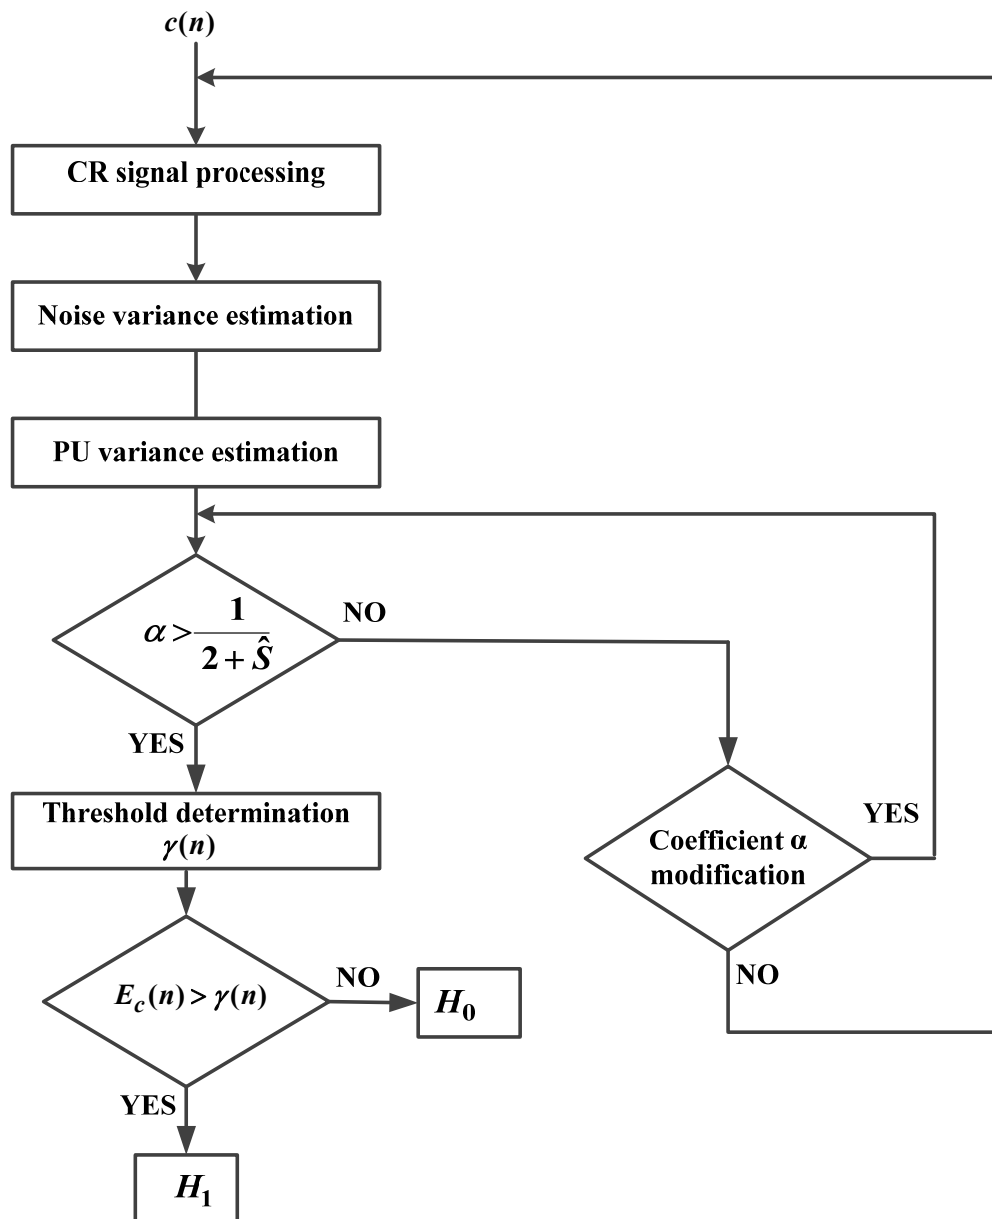 c(n)
CR signal processing
Noise variance estimation
PU variance estimation
α > 1 / (2 + Ŝ)
NO
YES
Threshold determination
γ(n)
Coefficient α
modification
YES
NO
E_c(n) > γ(n)
NO
H_0
YES
H_1